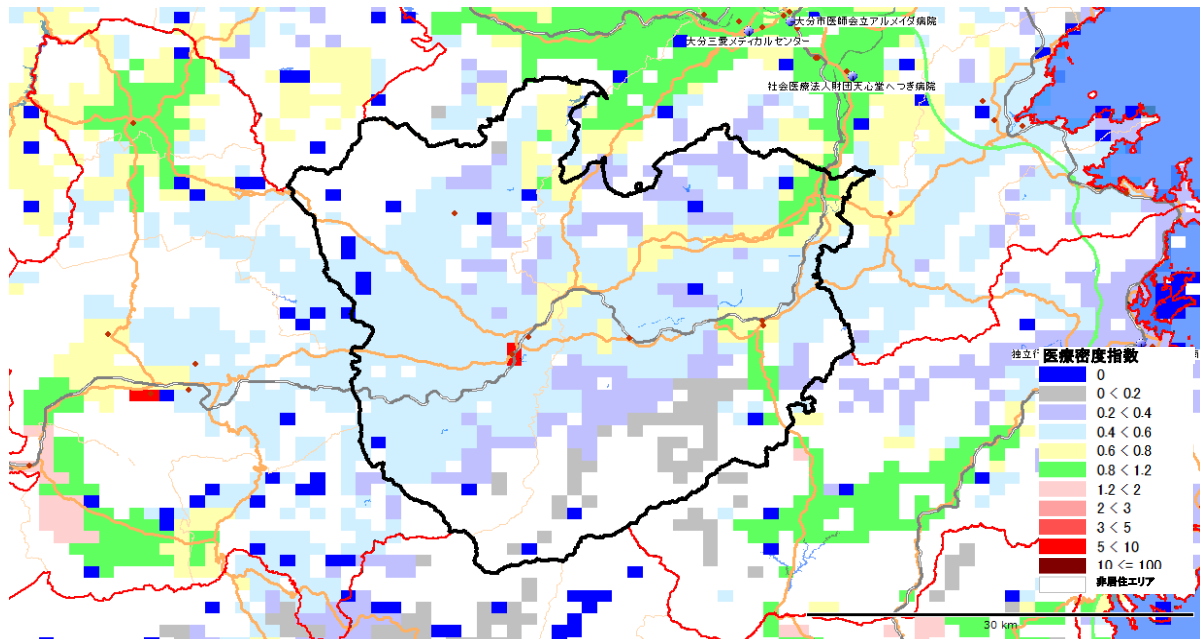 大分市医師会立アルメイダ病院
大分三愛メディカルセンター
社会医療法人財団天心堂へつぎ病院
独立行
医療密度指数
0
0 < 0.2
0.2 < 0.4
0.4 < 0.6
0.6 < 0.8
0.8 < 1.2
1.2 < 2
2 < 3
3 < 5
5 < 10
10 <= 100
非居住エリア
30 km